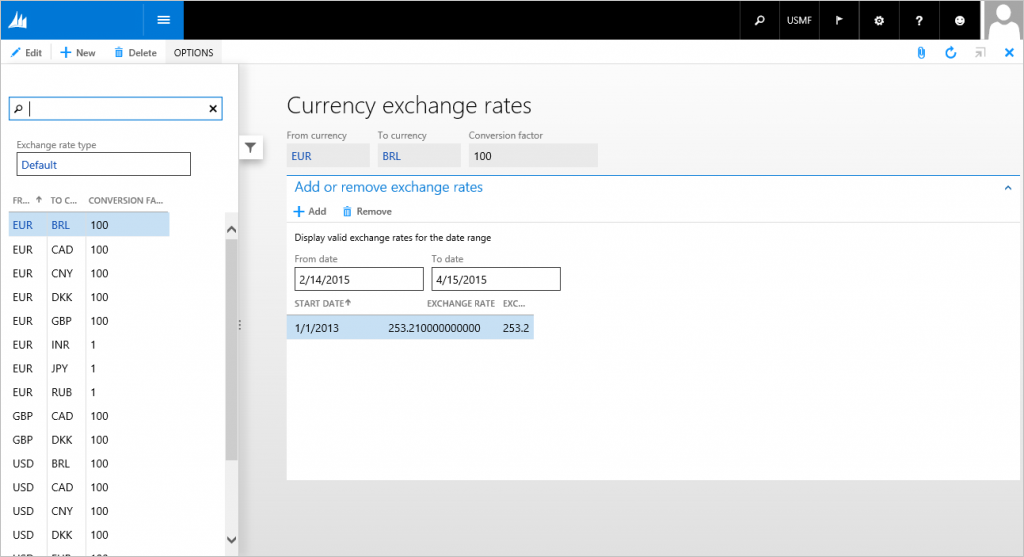 USMF ?
Edit New Delete OPTIONS
Exchange rate type
Default
FR... TO C... CONVERSION FA...
EUR BRL 100
EUR CAD 100
EUR CNY 100
EUR DKK 100
EUR GBP 100
EUR INR 1
EUR JPY 1
EUR RUB 1
GBP CAD 100
GBP DKK 100
USD BRL 100
USD CAD 100
USD CNY 100
USD DKK 100
Currency exchange rates
From currency To currency Conversion factor
EUR BRL 100
Add or remove exchange rates
Add Remove
Display valid exchange rates for the date range
From date To date
2/14/2015 4/15/2015
START DATE EXCHANGE RATE EXC...
1/1/2013 253.210000000000 253.2